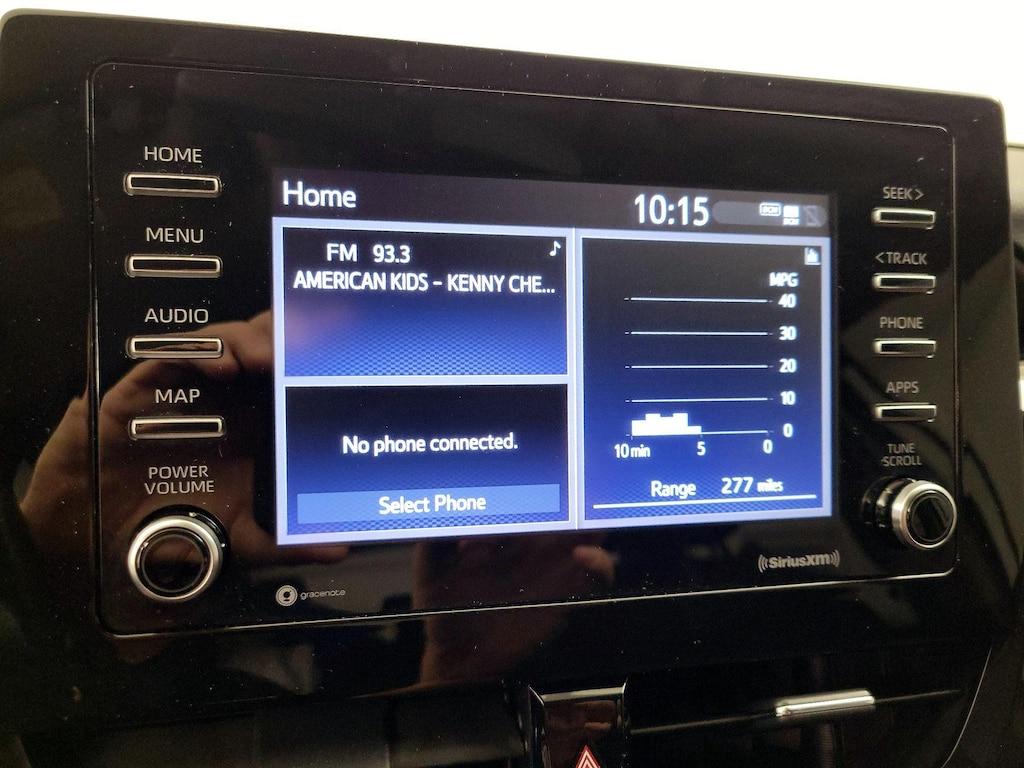 HOME
MENU
AUDIO
MAP
POWER
VOLUME
Home
10:15
FM 93.3
AMERICAN KIDS - KENNY CHE...
No phone connected.
Select Phone
MPG
40
30
20
10
0
10 min 5 0
Range 277 miles
SEEK >
< TRACK
PHONE
APPS
TUNE
SCROLL
gracenote
((SiriusXM))